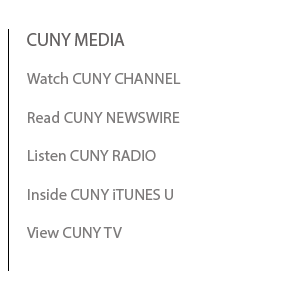 CUNY MEDIA
Watch CUNY CHANNEL
Read CUNY NEWSWIRE
Listen CUNY RADIO
Inside CUNY iTUNES U
View CUNY TV